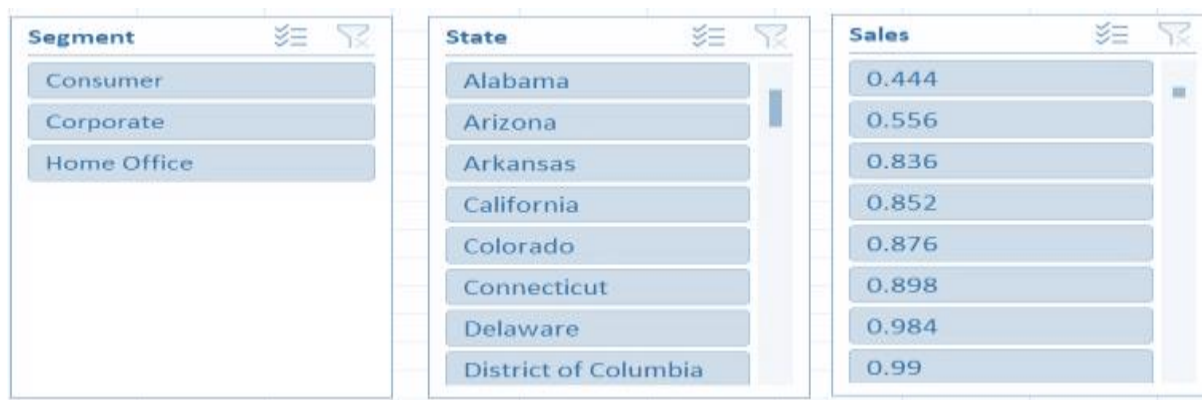 Segment
Consumer
Corporate
Home Office
State
Alabama
Arizona
Arkansas
California
Colorado
Connecticut
Delaware
District of Columbia
Sales
0.444
0.556
0.836
0.852
0.876
0.898
0.984
0.99